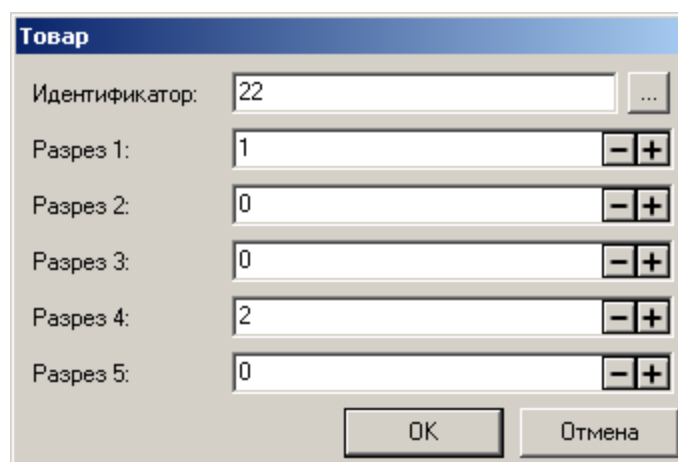 Товар
Идентификатор: 22 ...
Разрез 1: 1 − +
Разрез 2: 0 − +
Разрез 3: 0 − +
Разрез 4: 2 − +
Разрез 5: 0 − +
OK Отмена